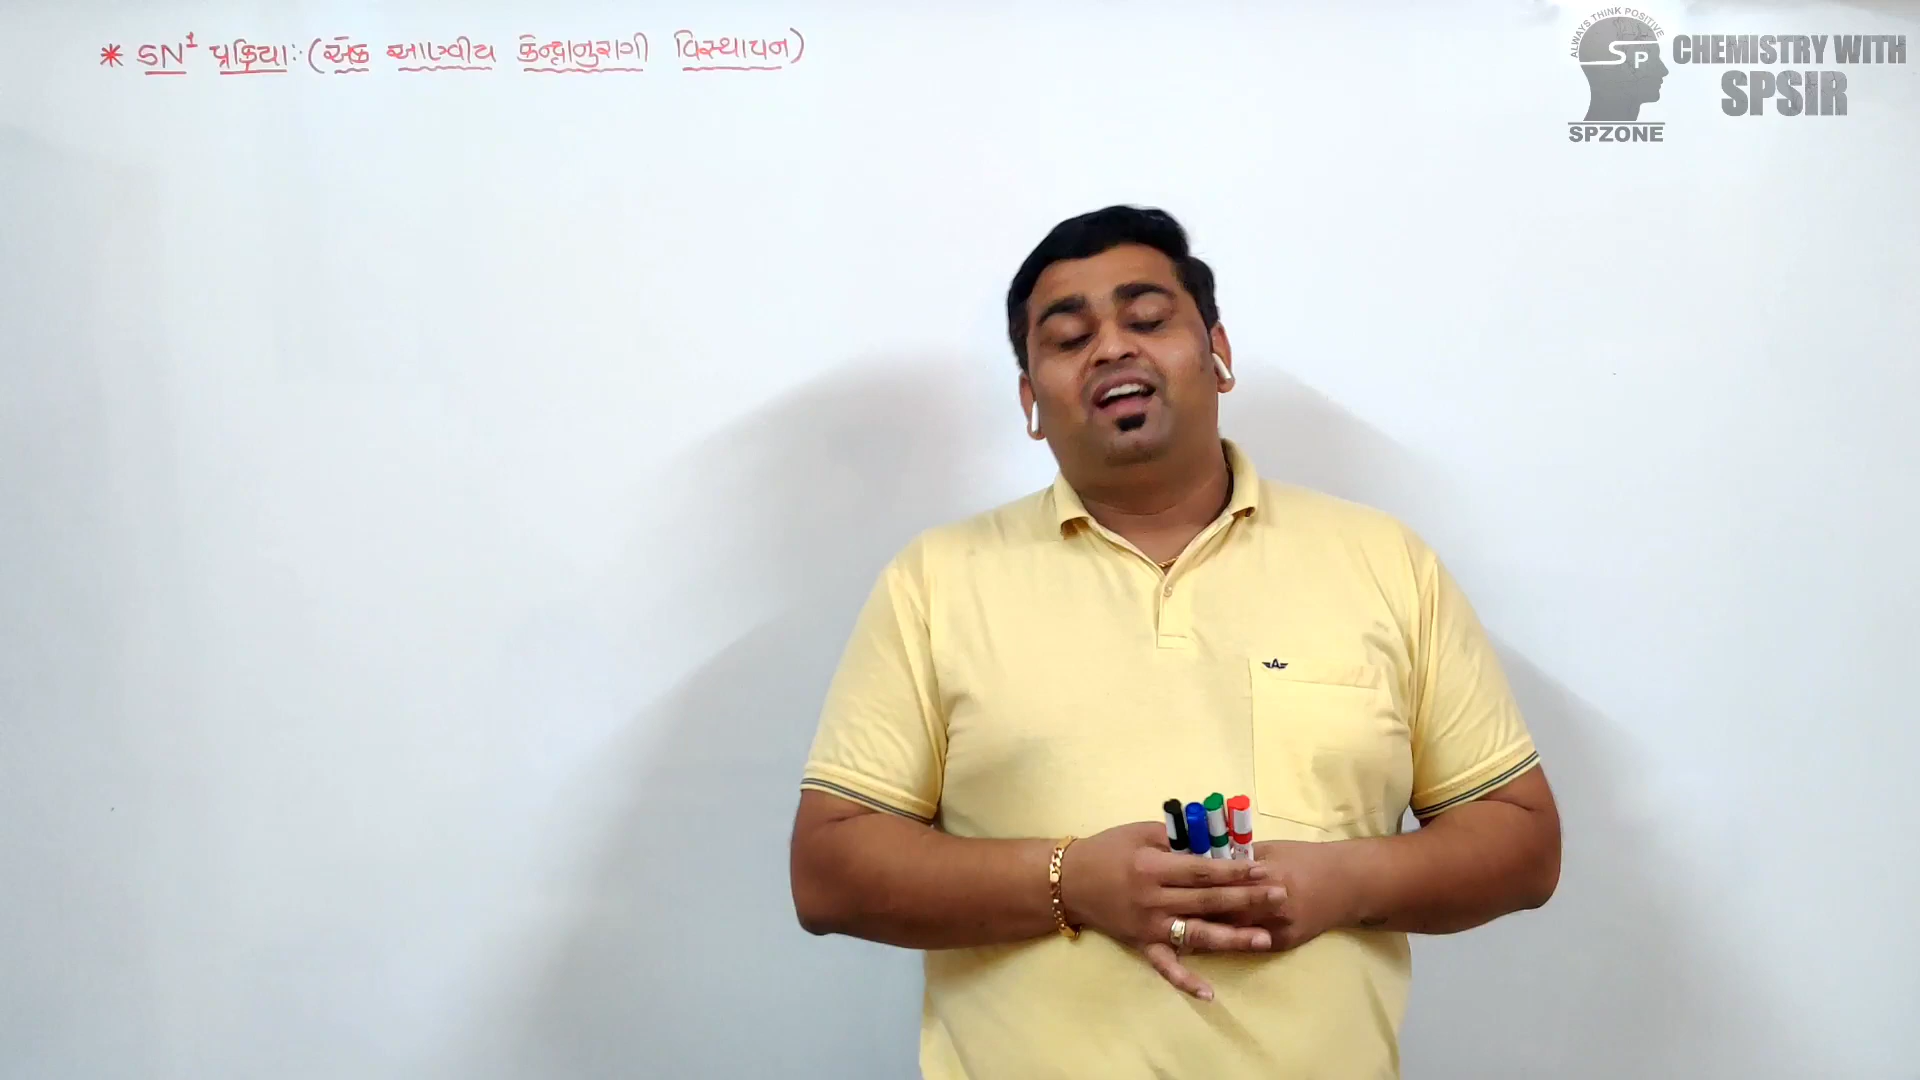 * SN¹ પ્રક્રિયા:- (એક આણ્વીય કેન્દ્રાનુરાગી વિસ્થાપન)
ALWAYS THINK POSITIVE
SP
SPZONE
CHEMISTRY WITH
SPSIR
A